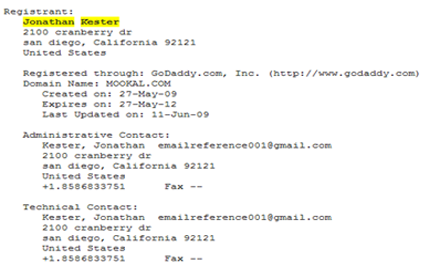 Registrant:
Jonathan Kester
2100 cranberry dr
san diego, California 92121
United States
Registered through: GoDaddy.com, Inc. (http://www.godaddy.com)
Domain Name: MOOKAL.COM
Created on: 27-May-09
Expires on: 27-May-12
Last Updated on: 11-Jun-09
Administrative Contact:
Kester, Jonathan emailreference001@gmail.com
2100 cranberry dr
san diego, California 92121
United States
+1.8586833751 Fax --
Technical Contact:
Kester, Jonathan emailreference001@gmail.com
2100 cranberry dr
san diego, California 92121
United States
+1.8586833751 Fax --